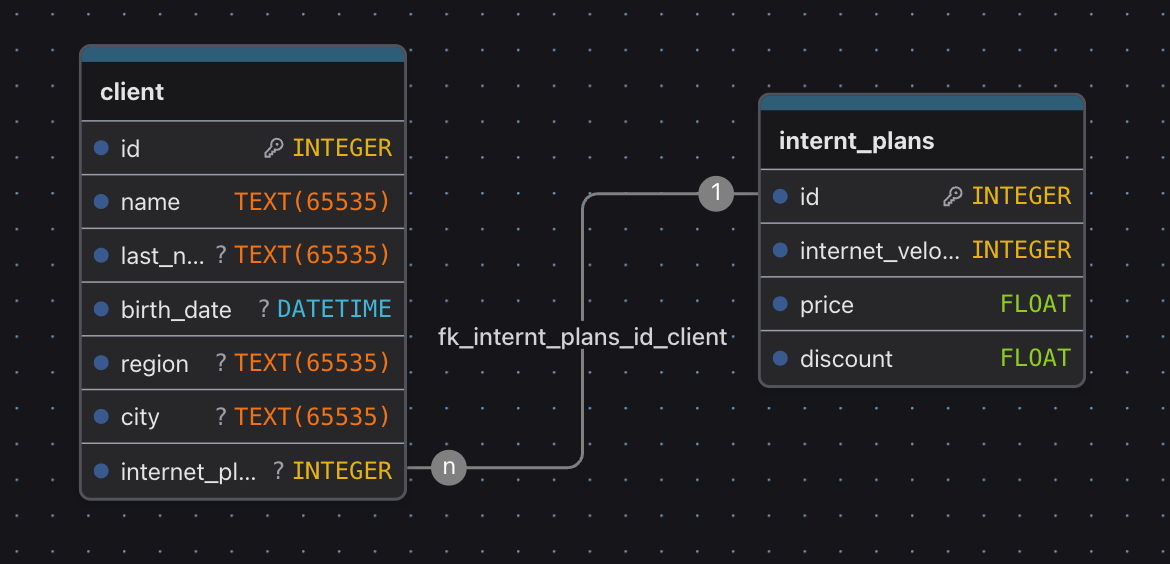 client
id INTEGER
name TEXT(65535)
last_n... ? TEXT(65535)
birth_date ? DATETIME
region ? TEXT(65535)
city ? TEXT(65535)
internet_pl... ? INTEGER
n
fk_internt_plans_id_client
1
internt_plans
id INTEGER
internet_velo... INTEGER
price FLOAT
discount FLOAT